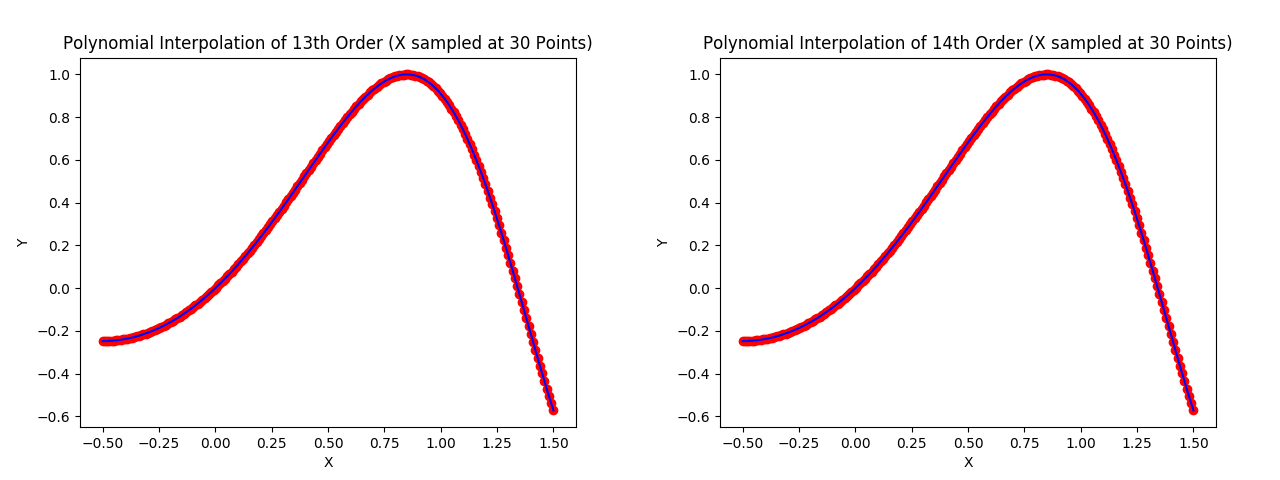 Polynomial Interpolation of 13th Order (X sampled at 30 Points)
1.0
0.8
0.6
0.4
0.2
0.0
−0.2
−0.4
−0.6
Y
−0.50 −0.25 0.00 0.25 0.50 0.75 1.00 1.25 1.50
X
Polynomial Interpolation of 14th Order (X sampled at 30 Points)
1.0
0.8
0.6
0.4
0.2
0.0
−0.2
−0.4
−0.6
Y
−0.50 −0.25 0.00 0.25 0.50 0.75 1.00 1.25 1.50
X